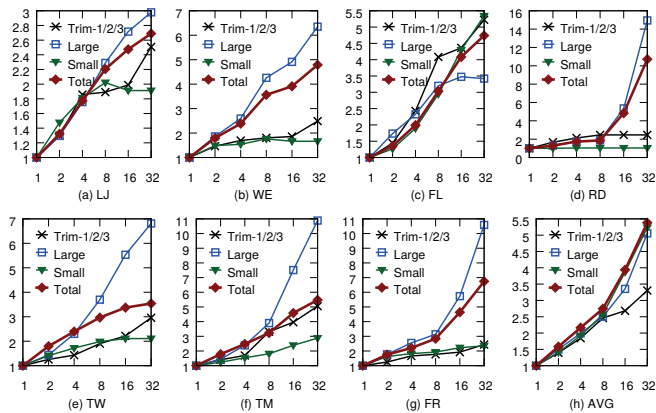 3
2.8
2.6
2.4
2.2
2
1.8
1.6
1.4
1.2
1
Trim-1/2/3
Large
Small
Total
1 2 4 8 16 32
(a) LJ
7
6
5
4
3
2
1
Trim-1/2/3
Large
Small
Total
1 2 4 8 16 32
(b) WE
5.5
5
4.5
4
3.5
3
2.5
2
1.5
1
Trim-1/2/3
Large
Small
Total
1 2 4 8 16 32
(c) FL
16
14
12
10
8
6
4
2
0
Trim-1/2/3
Large
Small
Total
1 2 4 8 16 32
(d) RD
7
6
5
4
3
2
1
Trim-1/2/3
Large
Small
Total
1 2 4 8 16 32
(e) TW
11
10
9
8
7
6
5
4
3
2
1
Trim-1/2/3
Large
Small
Total
1 2 4 8 16 32
(f) TM
11
10
9
8
7
6
5
4
3
2
1
Trim-1/2/3
Large
Small
Total
1 2 4 8 16 32
(g) FR
5.5
5
4.5
4
3.5
3
2.5
2
1.5
1
Trim-1/2/3
Large
Small
Total
1 2 4 8 16 32
(h) AVG